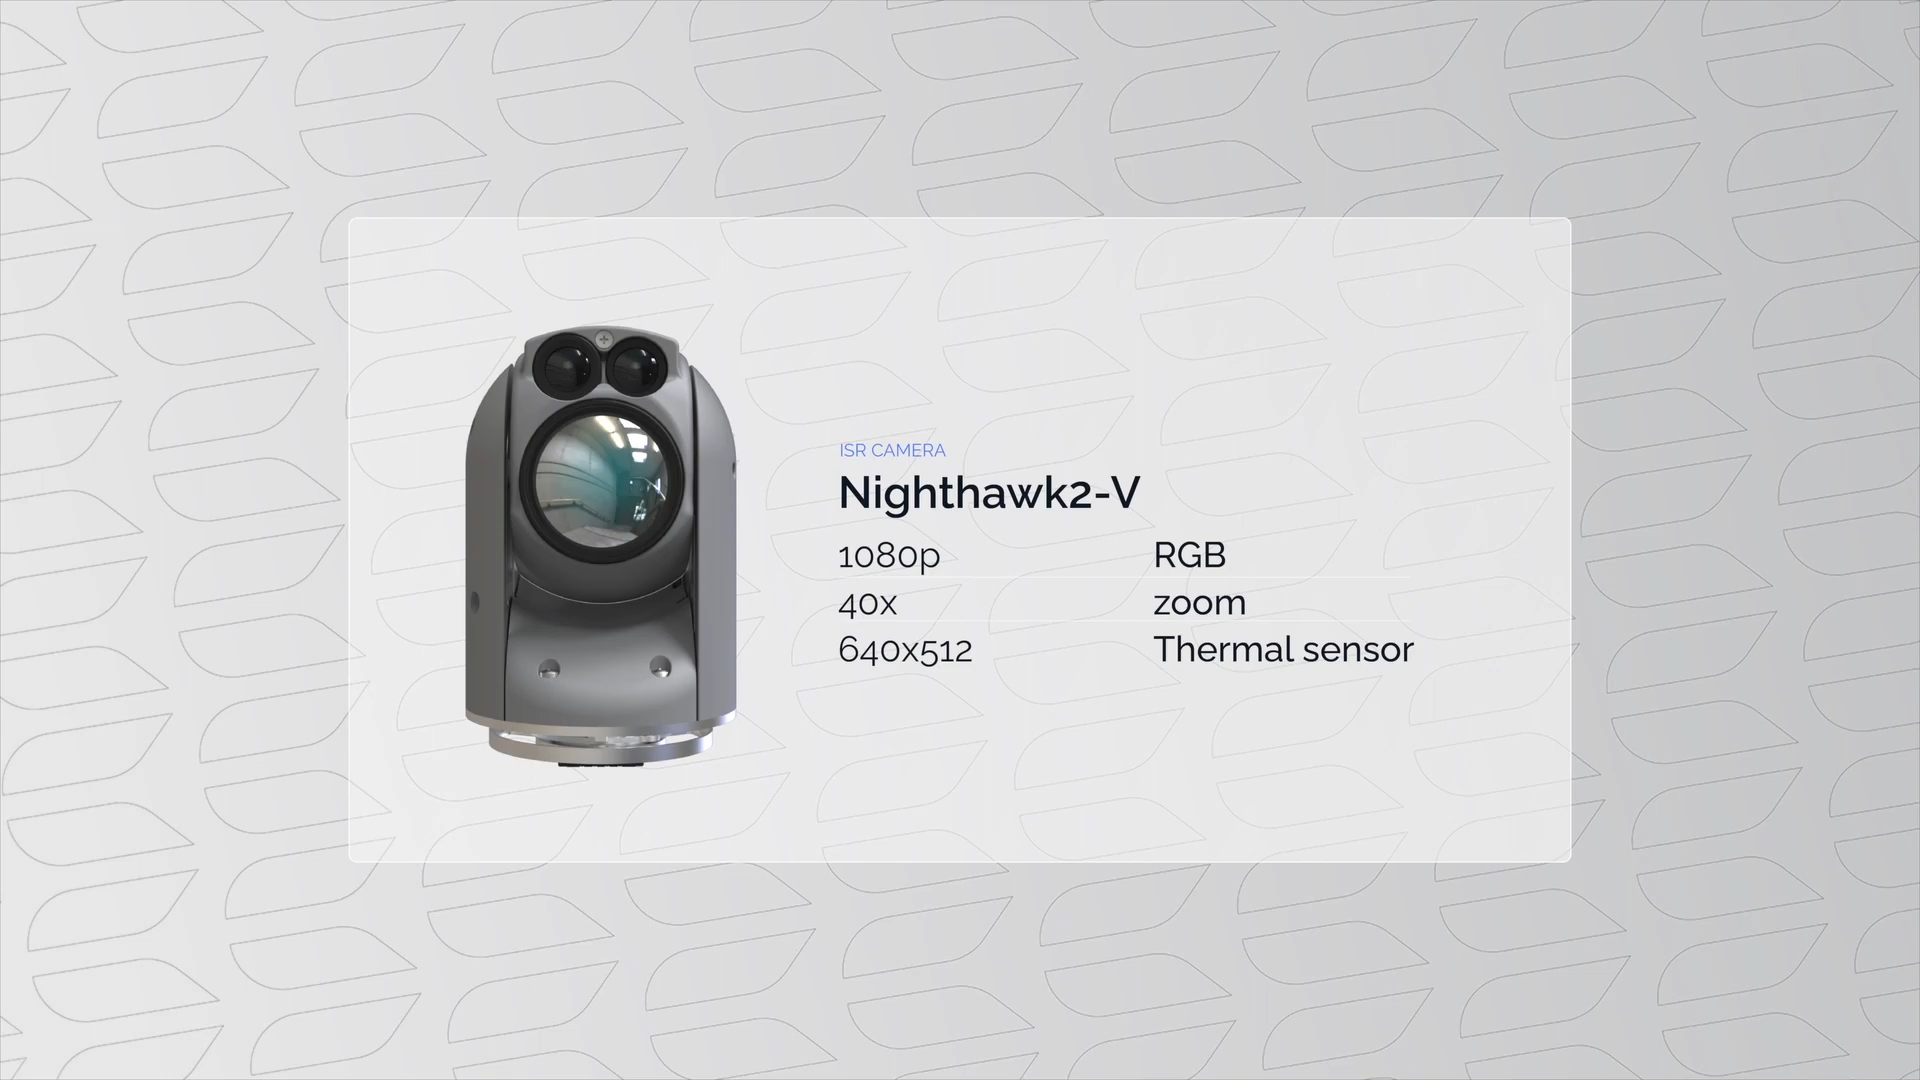 ISR CAMERA
Nighthawk2-V
1080p RGB
40x zoom
640x512 Thermal sensor